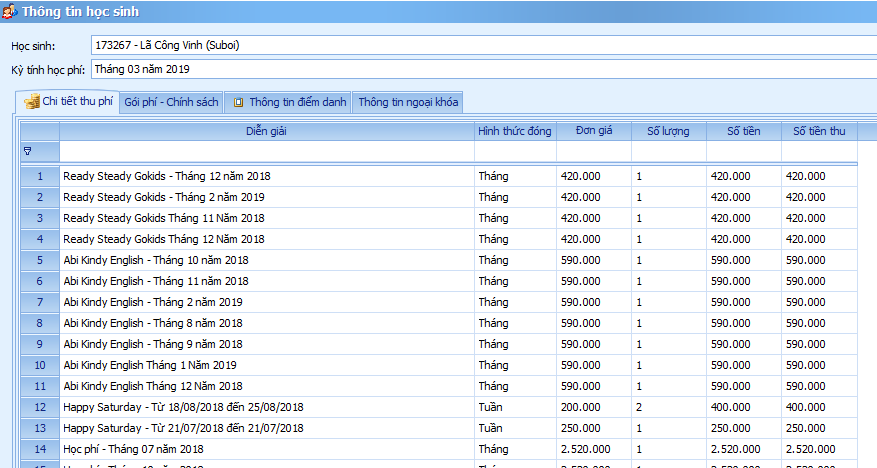 Thông tin học sinh
Học sinh: 173267 - Lã Công Vinh (Suboi)
Kỳ tính học phí: Tháng 03 năm 2019
Chi tiết thu phí Gói phí - Chính sách Thông tin điểm danh Thông tin ngoại khóa
Diễn giải Hình thức đóng Đơn giá Số lượng Số tiền Số tiền thu
1 Ready Steady Gokids - Tháng 12 năm 2018 Tháng 420.000 1 420.000 420.000
2 Ready Steady Gokids - Tháng 2 năm 2019 Tháng 420.000 1 420.000 420.000
3 Ready Steady Gokids Tháng 11 Năm 2018 Tháng 420.000 1 420.000 420.000
4 Ready Steady Gokids Tháng 12 Năm 2018 Tháng 420.000 1 420.000 420.000
5 Abi Kindy English - Tháng 10 năm 2018 Tháng 590.000 1 590.000 590.000
6 Abi Kindy English - Tháng 11 năm 2018 Tháng 590.000 1 590.000 590.000
7 Abi Kindy English - Tháng 2 năm 2019 Tháng 590.000 1 590.000 590.000
8 Abi Kindy English - Tháng 8 năm 2018 Tháng 590.000 1 590.000 590.000
9 Abi Kindy English - Tháng 9 năm 2018 Tháng 590.000 1 590.000 590.000
10 Abi Kindy English Tháng 1 Năm 2019 Tháng 590.000 1 590.000 590.000
11 Abi Kindy English Tháng 12 Năm 2018 Tháng 590.000 1 590.000 590.000
12 Happy Saturday - Từ 18/08/2018 đến 25/08/2018 Tuần 200.000 2 400.000 400.000
13 Happy Saturday - Từ 21/07/2018 đến 21/07/2018 Tuần 250.000 1 250.000 250.000
14 Học phí - Tháng 07 năm 2018 Tháng 2.520.000 1 2.520.000 2.520.000